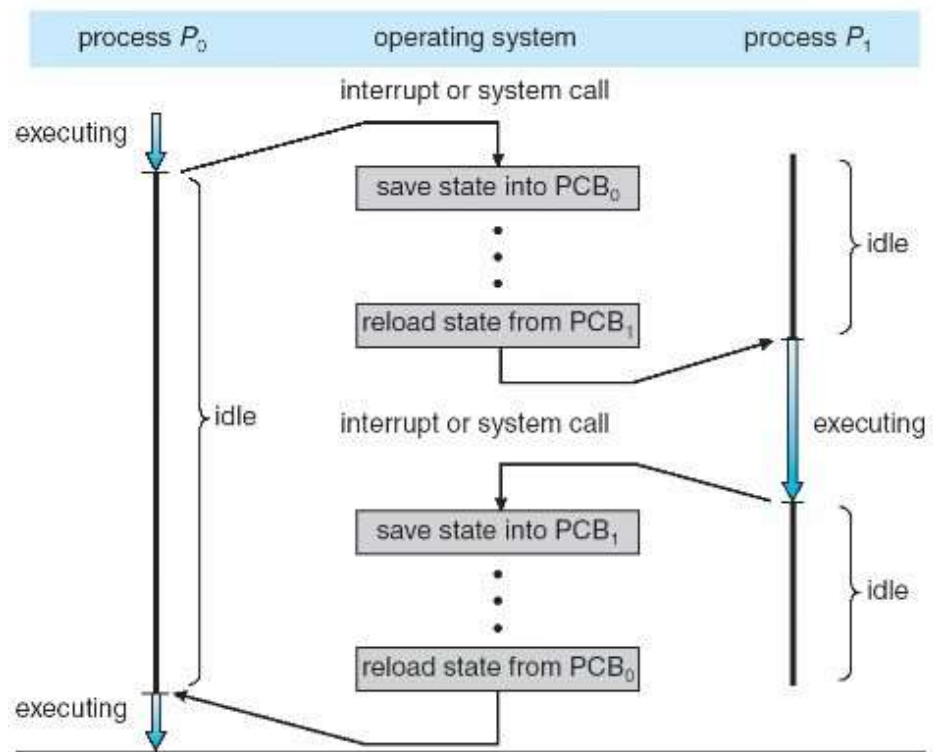 process P₀ operating system process P₁
interrupt or system call
executing
save state into PCB₀
idle
reload state from PCB₁
idle
interrupt or system call
executing
save state into PCB₁
idle
reload state from PCB₀
executing